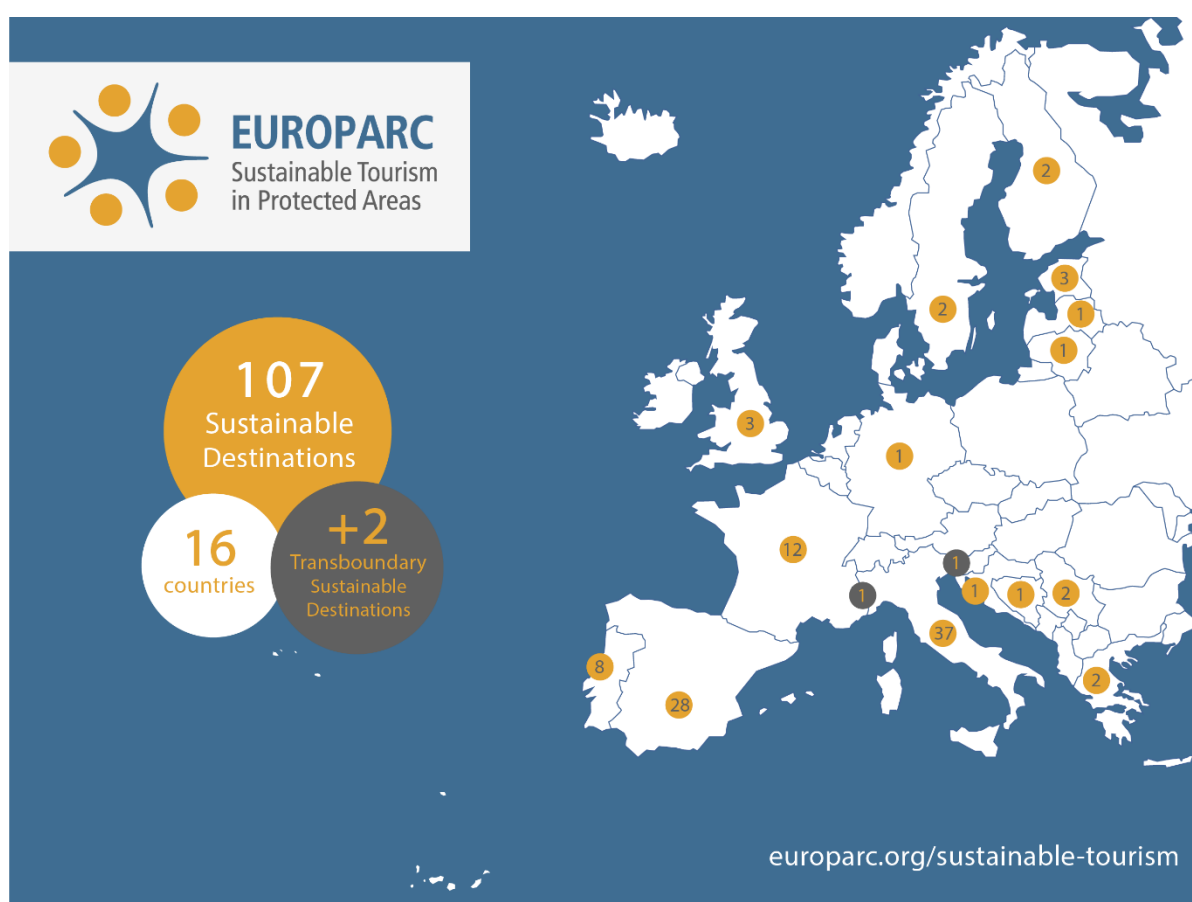 EUROPARC
Sustainable Tourism
in Protected Areas
107
Sustainable
Destinations
16
countries
+2
Transboundary
Sustainable
Destinations
2
3
2
1
1
3
1
12
1
1
1
1
2
37
8
2
28
europarc.org/sustainable-tourism